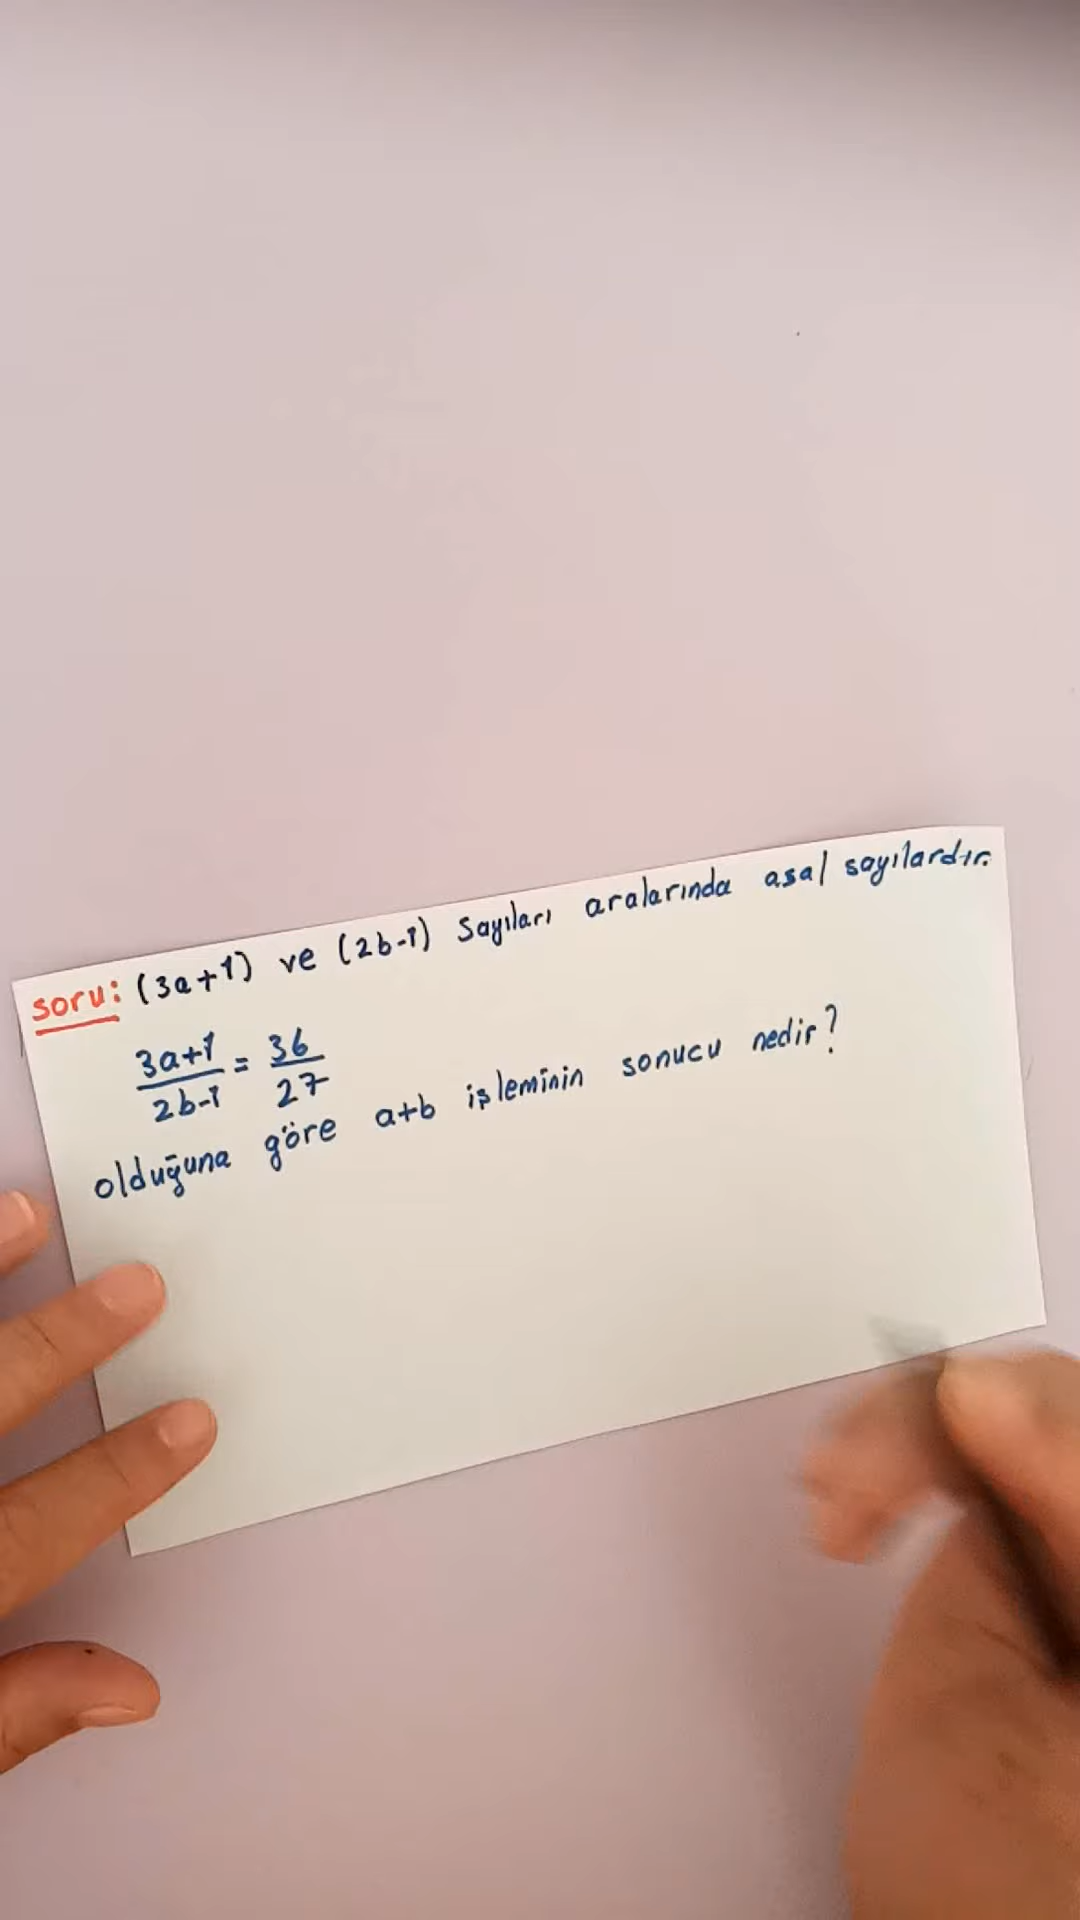 soru: (3a+1) ve (2b-1) sayıları aralarında asal sayılardır.
3a+1/2b-1 = 36/27
olduğuna göre a+b işleminin sonucu nedir?